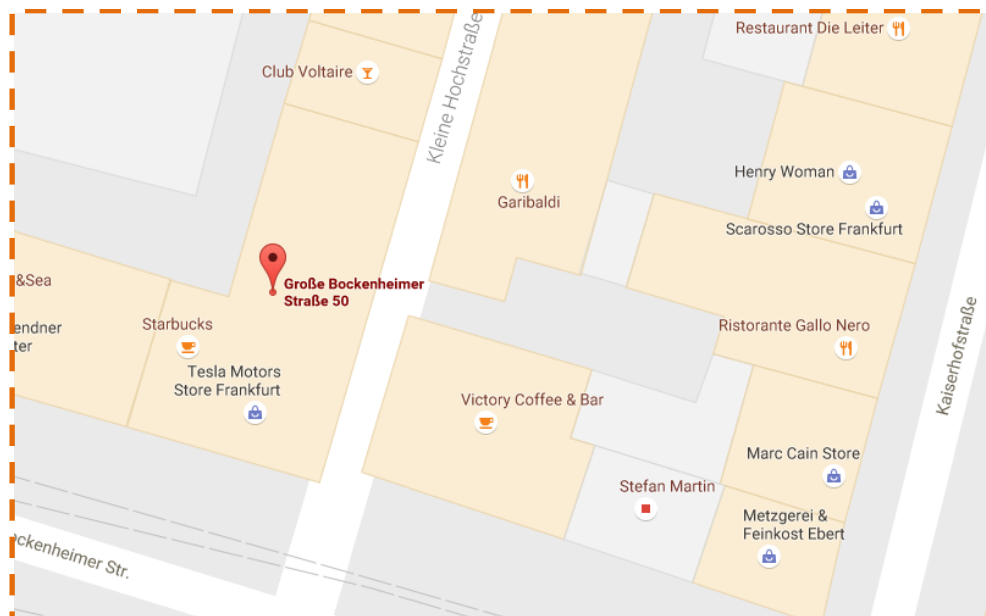 Restaurant Die Leiter
Club Voltaire
Kleine Hochstraße
Henry Woman
Garibaldi
Scarosso Store Frankfurt
&Sea
Große Bockenheimer
Straße 50
Starbucks
Ristorante Gallo Nero
Kaiserhofstraße
Tesla Motors
Store Frankfurt
Victory Coffee & Bar
Marc Cain Store
Stefan Martin
Metzgerei &
Feinkost Ebert
ockenheimer Str.
endner
ter